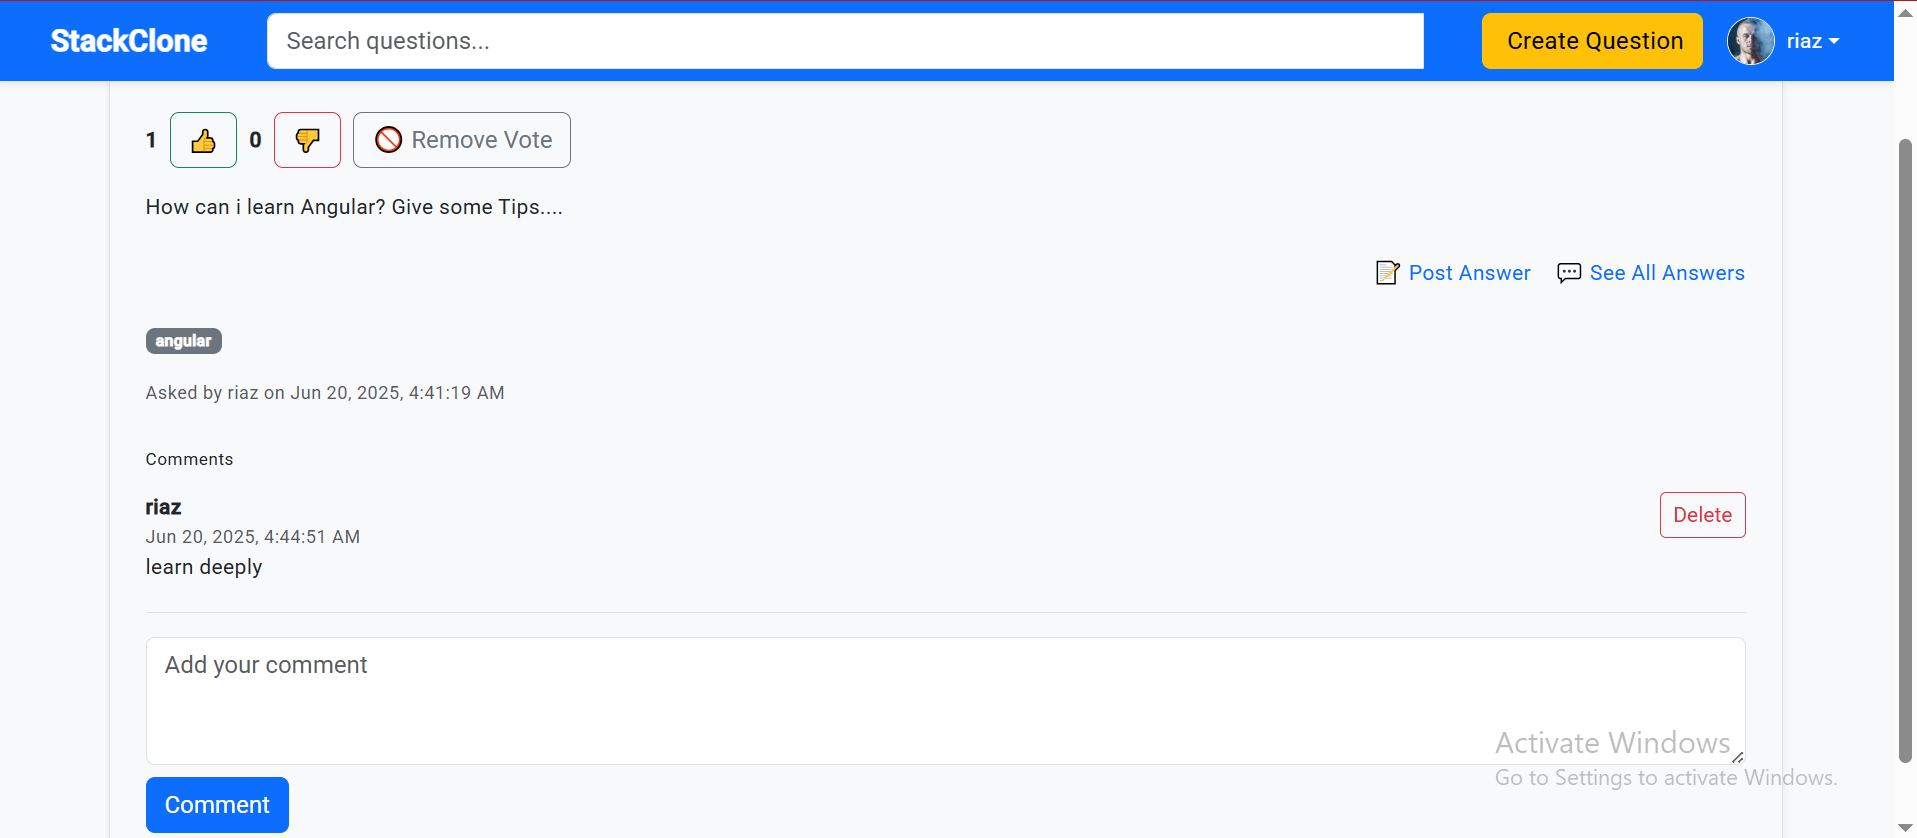 StackClone
Search questions...
Create Question
riaz
1 0 Remove Vote
How can i learn Angular? Give some Tips....
Post Answer See All Answers
angular
Asked by riaz on Jun 20, 2025, 4:41:19 AM
Comments
riaz
Delete
Jun 20, 2025, 4:44:51 AM
learn deeply
Add your comment
Activate Windows
Go to Settings to activate Windows.
Comment